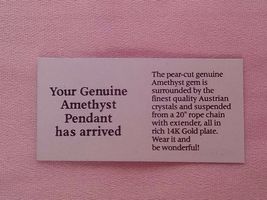 Your Genuine
Amethyst
Pendant
has arrived
The pear-cut genuine
Amethyst gem is
surrounded by the
finest quality Austrian
crystals and suspended
from a 20" rope chain
with extender, all in
rich 14K Gold plate.
Wear it and
be wonderful!